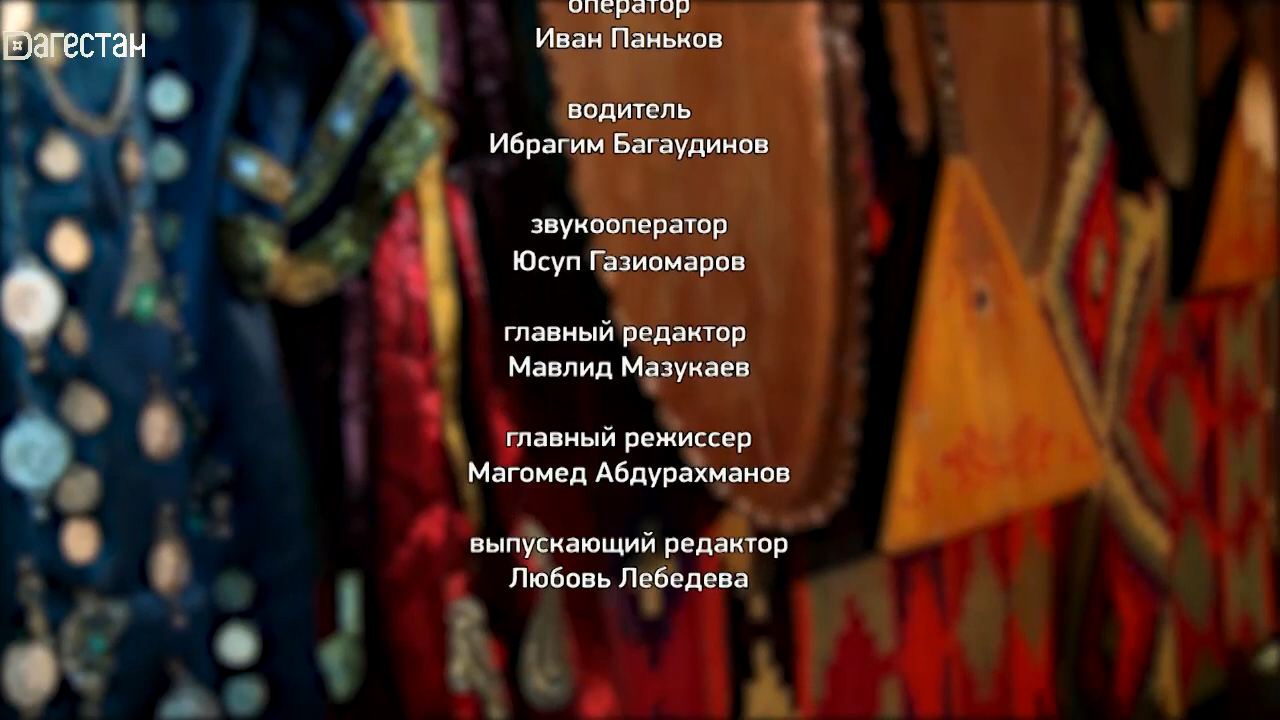 оператор
Дагестан
Иван Паньков
водитель
Ибрагим Багаудинов
звукооператор
Юсуп Газиомаров
главный редактор
Мавлид Мазукаев
главный режиссер
Магомед Абдурахманов
выпускающий редактор
Любовь Лебедева